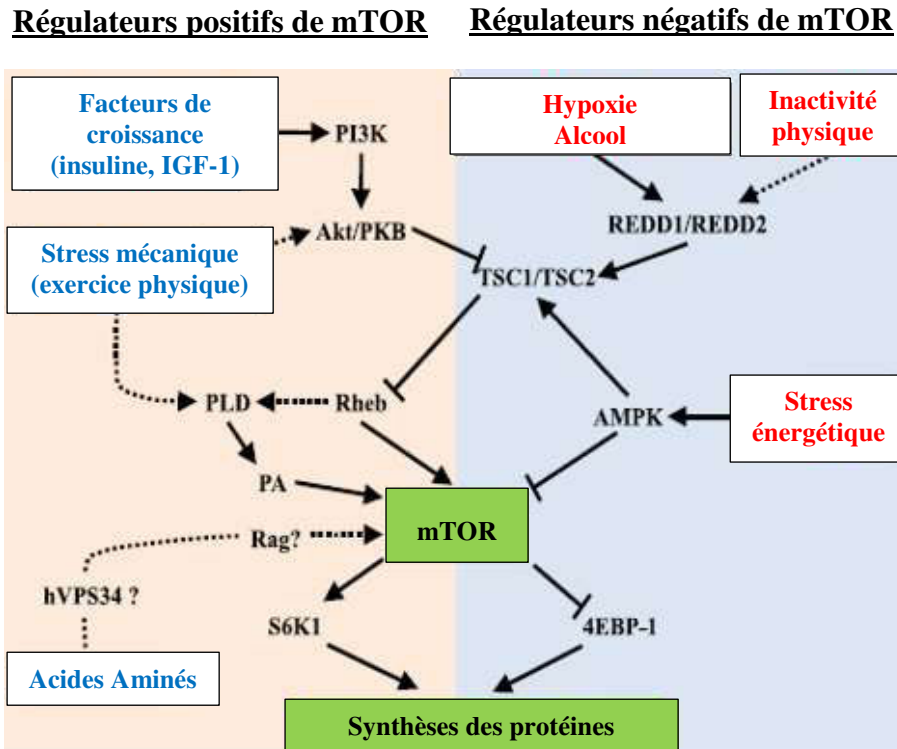 Régulateurs positifs de mTOR
Régulateurs négatifs de mTOR
Facteurs de
croissance
(insuline, IGF-1)
PI3K
Hypoxie
Alcool
Inactivité
physique
Akt/PKB
REDD1/REDD2
Stress mécanique
(exercice physique)
TSC1/TSC2
PLD
Rheb
AMPK
Stress
énergétique
PA
mTOR
Rag?
hVPS34 ?
S6K1
4EBP-1
Acides Aminés
Synthèses des protéines